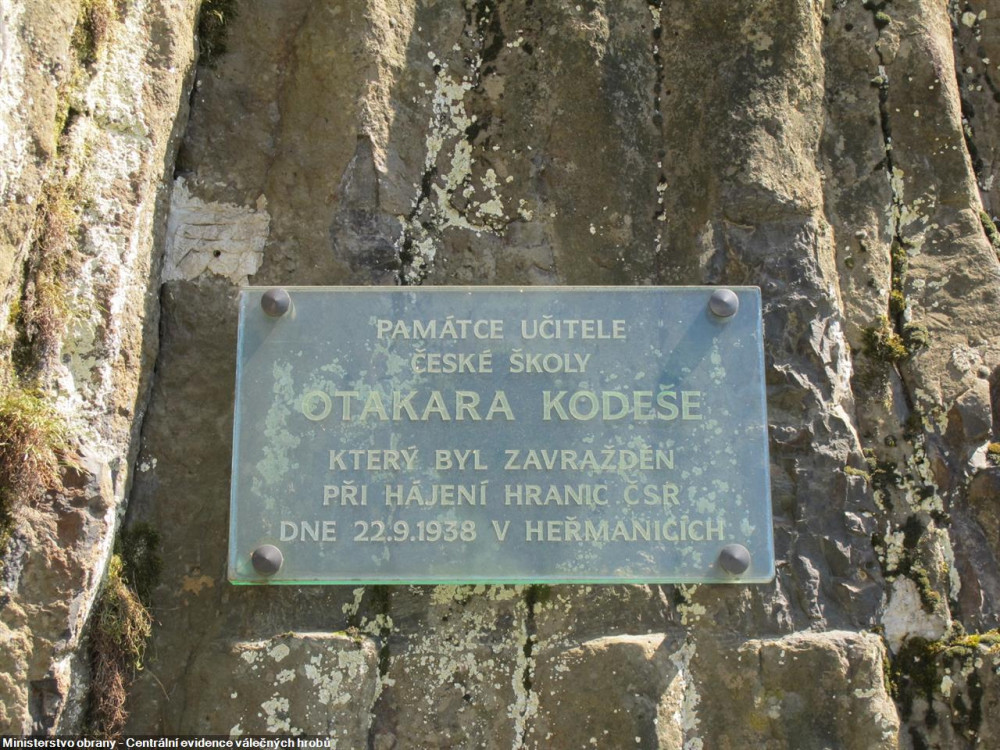 PAMÁTCE UČITELE
ČESKÉ ŠKOLY
OTAKARA KODEŠE
KTERÝ BYL ZAVRAŽDĚN
PŘI HÁJENÍ HRANIC ČSR
DNE 22.9.1938 V HEŘMANICÍCH
Ministerstvo obrany - Centrální evidence válečných hrobů